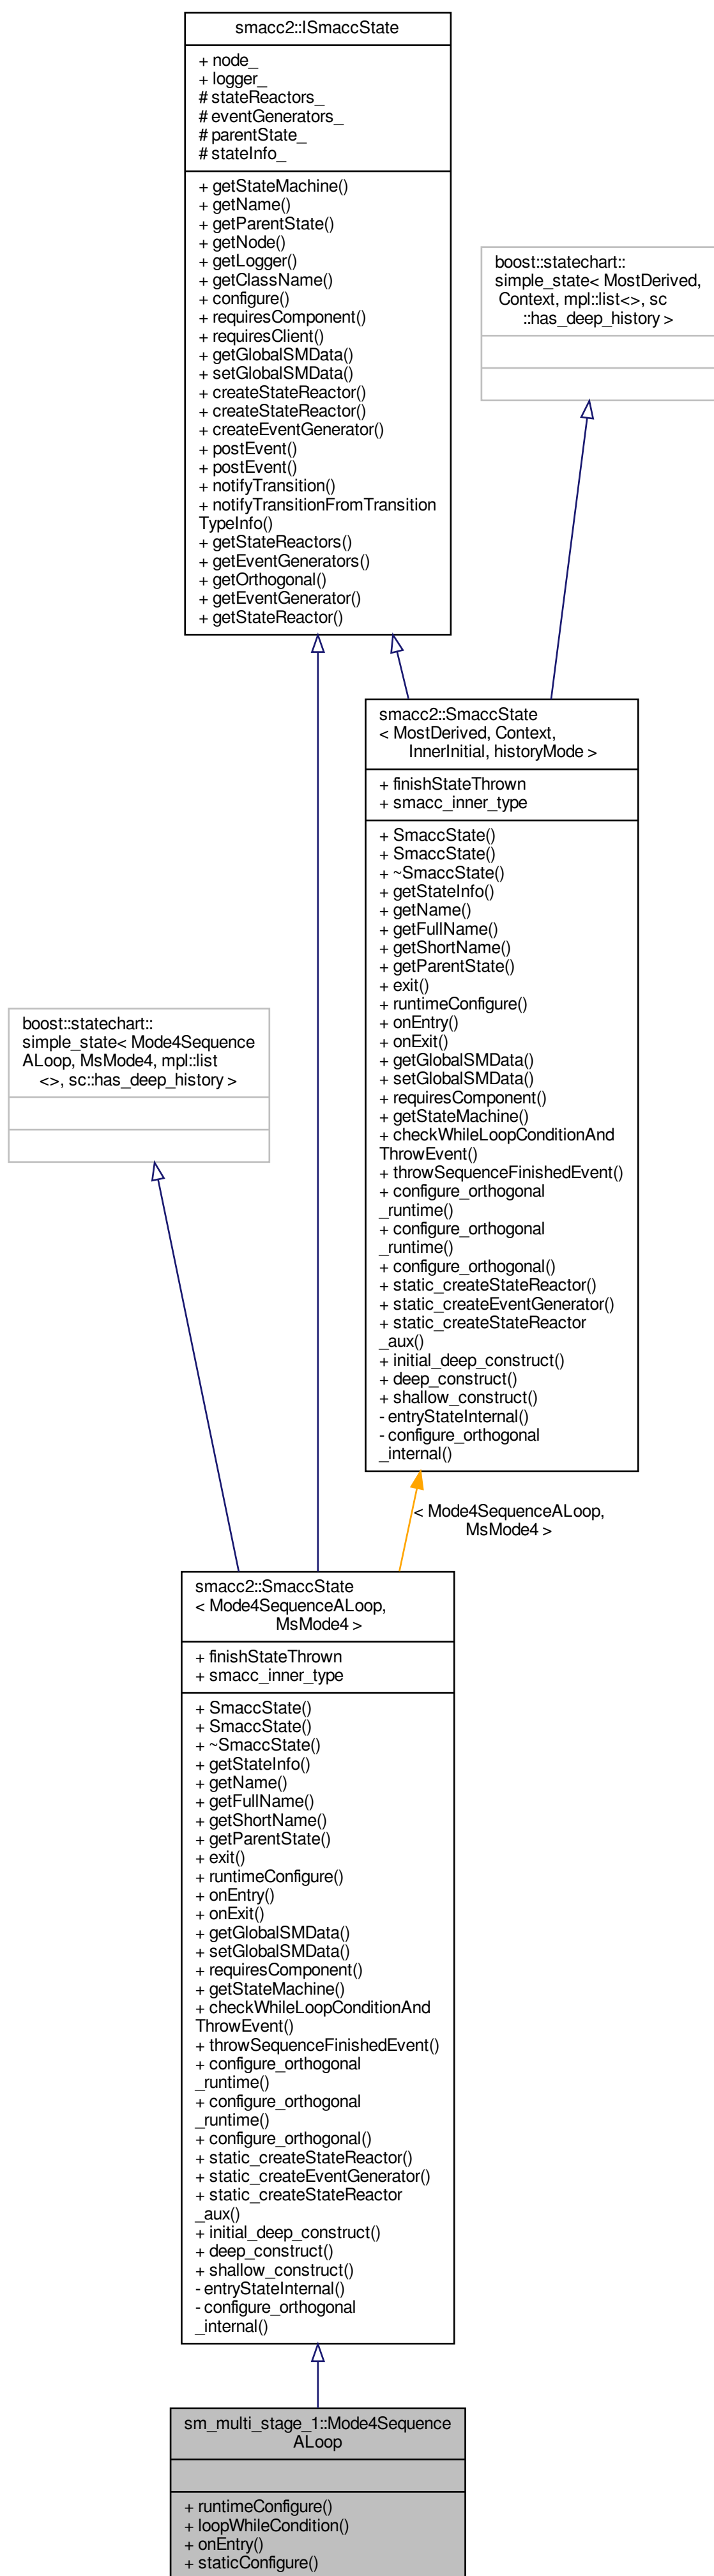 smacc2::ISmaccState
+ node_
+ logger_
# stateReactors_
# eventGenerators_
# parentState_
# stateInfo_
+ getStateMachine()
+ getName()
+ getParentState()
+ getNode()
+ getLogger()
+ getClassName()
+ configure()
+ requiresComponent()
+ requiresClient()
+ getGlobalSMData()
+ setGlobalSMData()
+ createStateReactor()
+ createStateReactor()
+ createEventGenerator()
+ postEvent()
+ postEvent()
+ notifyTransition()
+ notifyTransitionFromTransition
TypeInfo()
+ getStateReactors()
+ getEventGenerators()
+ getOrthogonal()
+ getEventGenerator()
+ getStateReactor()
boost::statechart::
simple_state< MostDerived,
Context, mpl::list<>, sc
::has_deep_history >
smacc2::SmaccState
< MostDerived, Context,
InnerInitial, historyMode >
+ finishStateThrown
+ smacc_inner_type
+ SmaccState()
+ SmaccState()
+ ~SmaccState()
+ getStateInfo()
+ getName()
+ getFullName()
+ getShortName()
+ getParentState()
+ exit()
+ runtimeConfigure()
+ onEntry()
+ onExit()
+ getGlobalSMData()
+ setGlobalSMData()
+ requiresComponent()
+ getStateMachine()
+ checkWhileLoopConditionAnd
ThrowEvent()
+ throwSequenceFinishedEvent()
+ configure_orthogonal
_runtime()
+ configure_orthogonal
_runtime()
+ configure_orthogonal()
+ static_createStateReactor()
+ static_createEventGenerator()
+ static_createStateReactor
_aux()
+ initial_deep_construct()
+ deep_construct()
+ shallow_construct()
- entryStateInternal()
- configure_orthogonal
_internal()
boost::statechart::
simple_state< Mode4Sequence
ALoop, MsMode4, mpl::list
<>, sc::has_deep_history >
< Mode4SequenceALoop,
MsMode4 >
smacc2::SmaccState
< Mode4SequenceALoop,
MsMode4 >
+ finishStateThrown
+ smacc_inner_type
+ SmaccState()
+ SmaccState()
+ ~SmaccState()
+ getStateInfo()
+ getName()
+ getFullName()
+ getShortName()
+ getParentState()
+ exit()
+ runtimeConfigure()
+ onEntry()
+ onExit()
+ getGlobalSMData()
+ setGlobalSMData()
+ requiresComponent()
+ getStateMachine()
+ checkWhileLoopConditionAnd
ThrowEvent()
+ throwSequenceFinishedEvent()
+ configure_orthogonal
_runtime()
+ configure_orthogonal
_runtime()
+ configure_orthogonal()
+ static_createStateReactor()
+ static_createEventGenerator()
+ static_createStateReactor
_aux()
+ initial_deep_construct()
+ deep_construct()
+ shallow_construct()
- entryStateInternal()
- configure_orthogonal
_internal()
sm_multi_stage_1::Mode4Sequence
ALoop
+ runtimeConfigure()
+ loopWhileCondition()
+ onEntry()
+ staticConfigure()